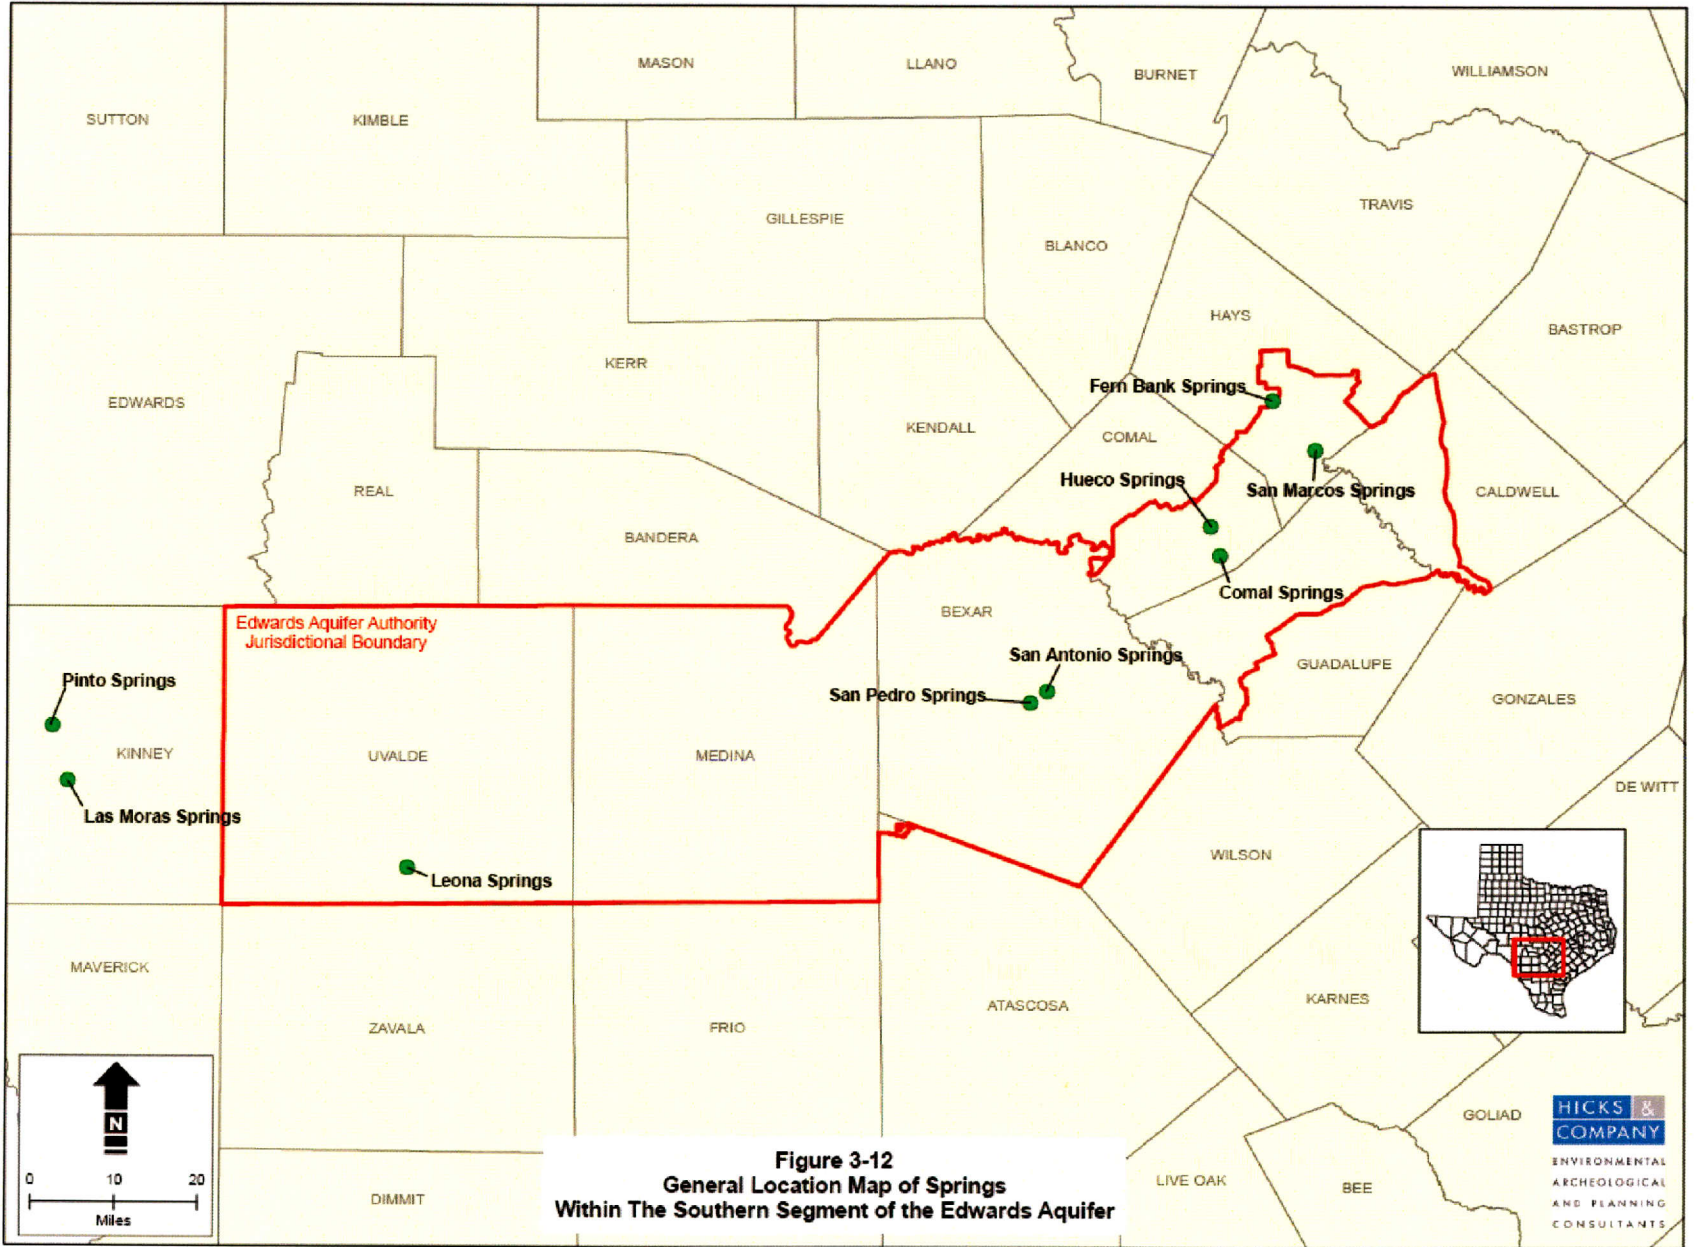 MASON
LLANO
BURNET
WILLIAMSON
SUTTON
KIMBLE
TRAVIS
GILLESPIE
BLANCO
HAYS
BASTROP
KERR
EDWARDS
Fern Bank Springs
KENDALL
COMAL
Hueco Springs
San Marcos Springs
CALDWELL
REAL
BANDERA
Comal Springs
BEXAR
Edwards Aquifer Authority
Jurisdictional Boundary
San Antonio Springs
GUADALUPE
Pinto Springs
San Pedro Springs
GONZALES
KINNEY
UVALDE
MEDINA
DE WITT
Las Moras Springs
WILSON
Leona Springs
MAVERICK
ATASCOSA
KARNES
ZAVALA
FRIO
N
0 10 20
Miles
GOLIAD
HICKS &
COMPANY
ENVIRONMENTAL
ARCHEOLOGICAL
AND PLANNING
CONSULTANTS
DIMMIT
LIVE OAK
BEE
Figure 3-12
General Location Map of Springs
Within The Southern Segment of the Edwards Aquifer